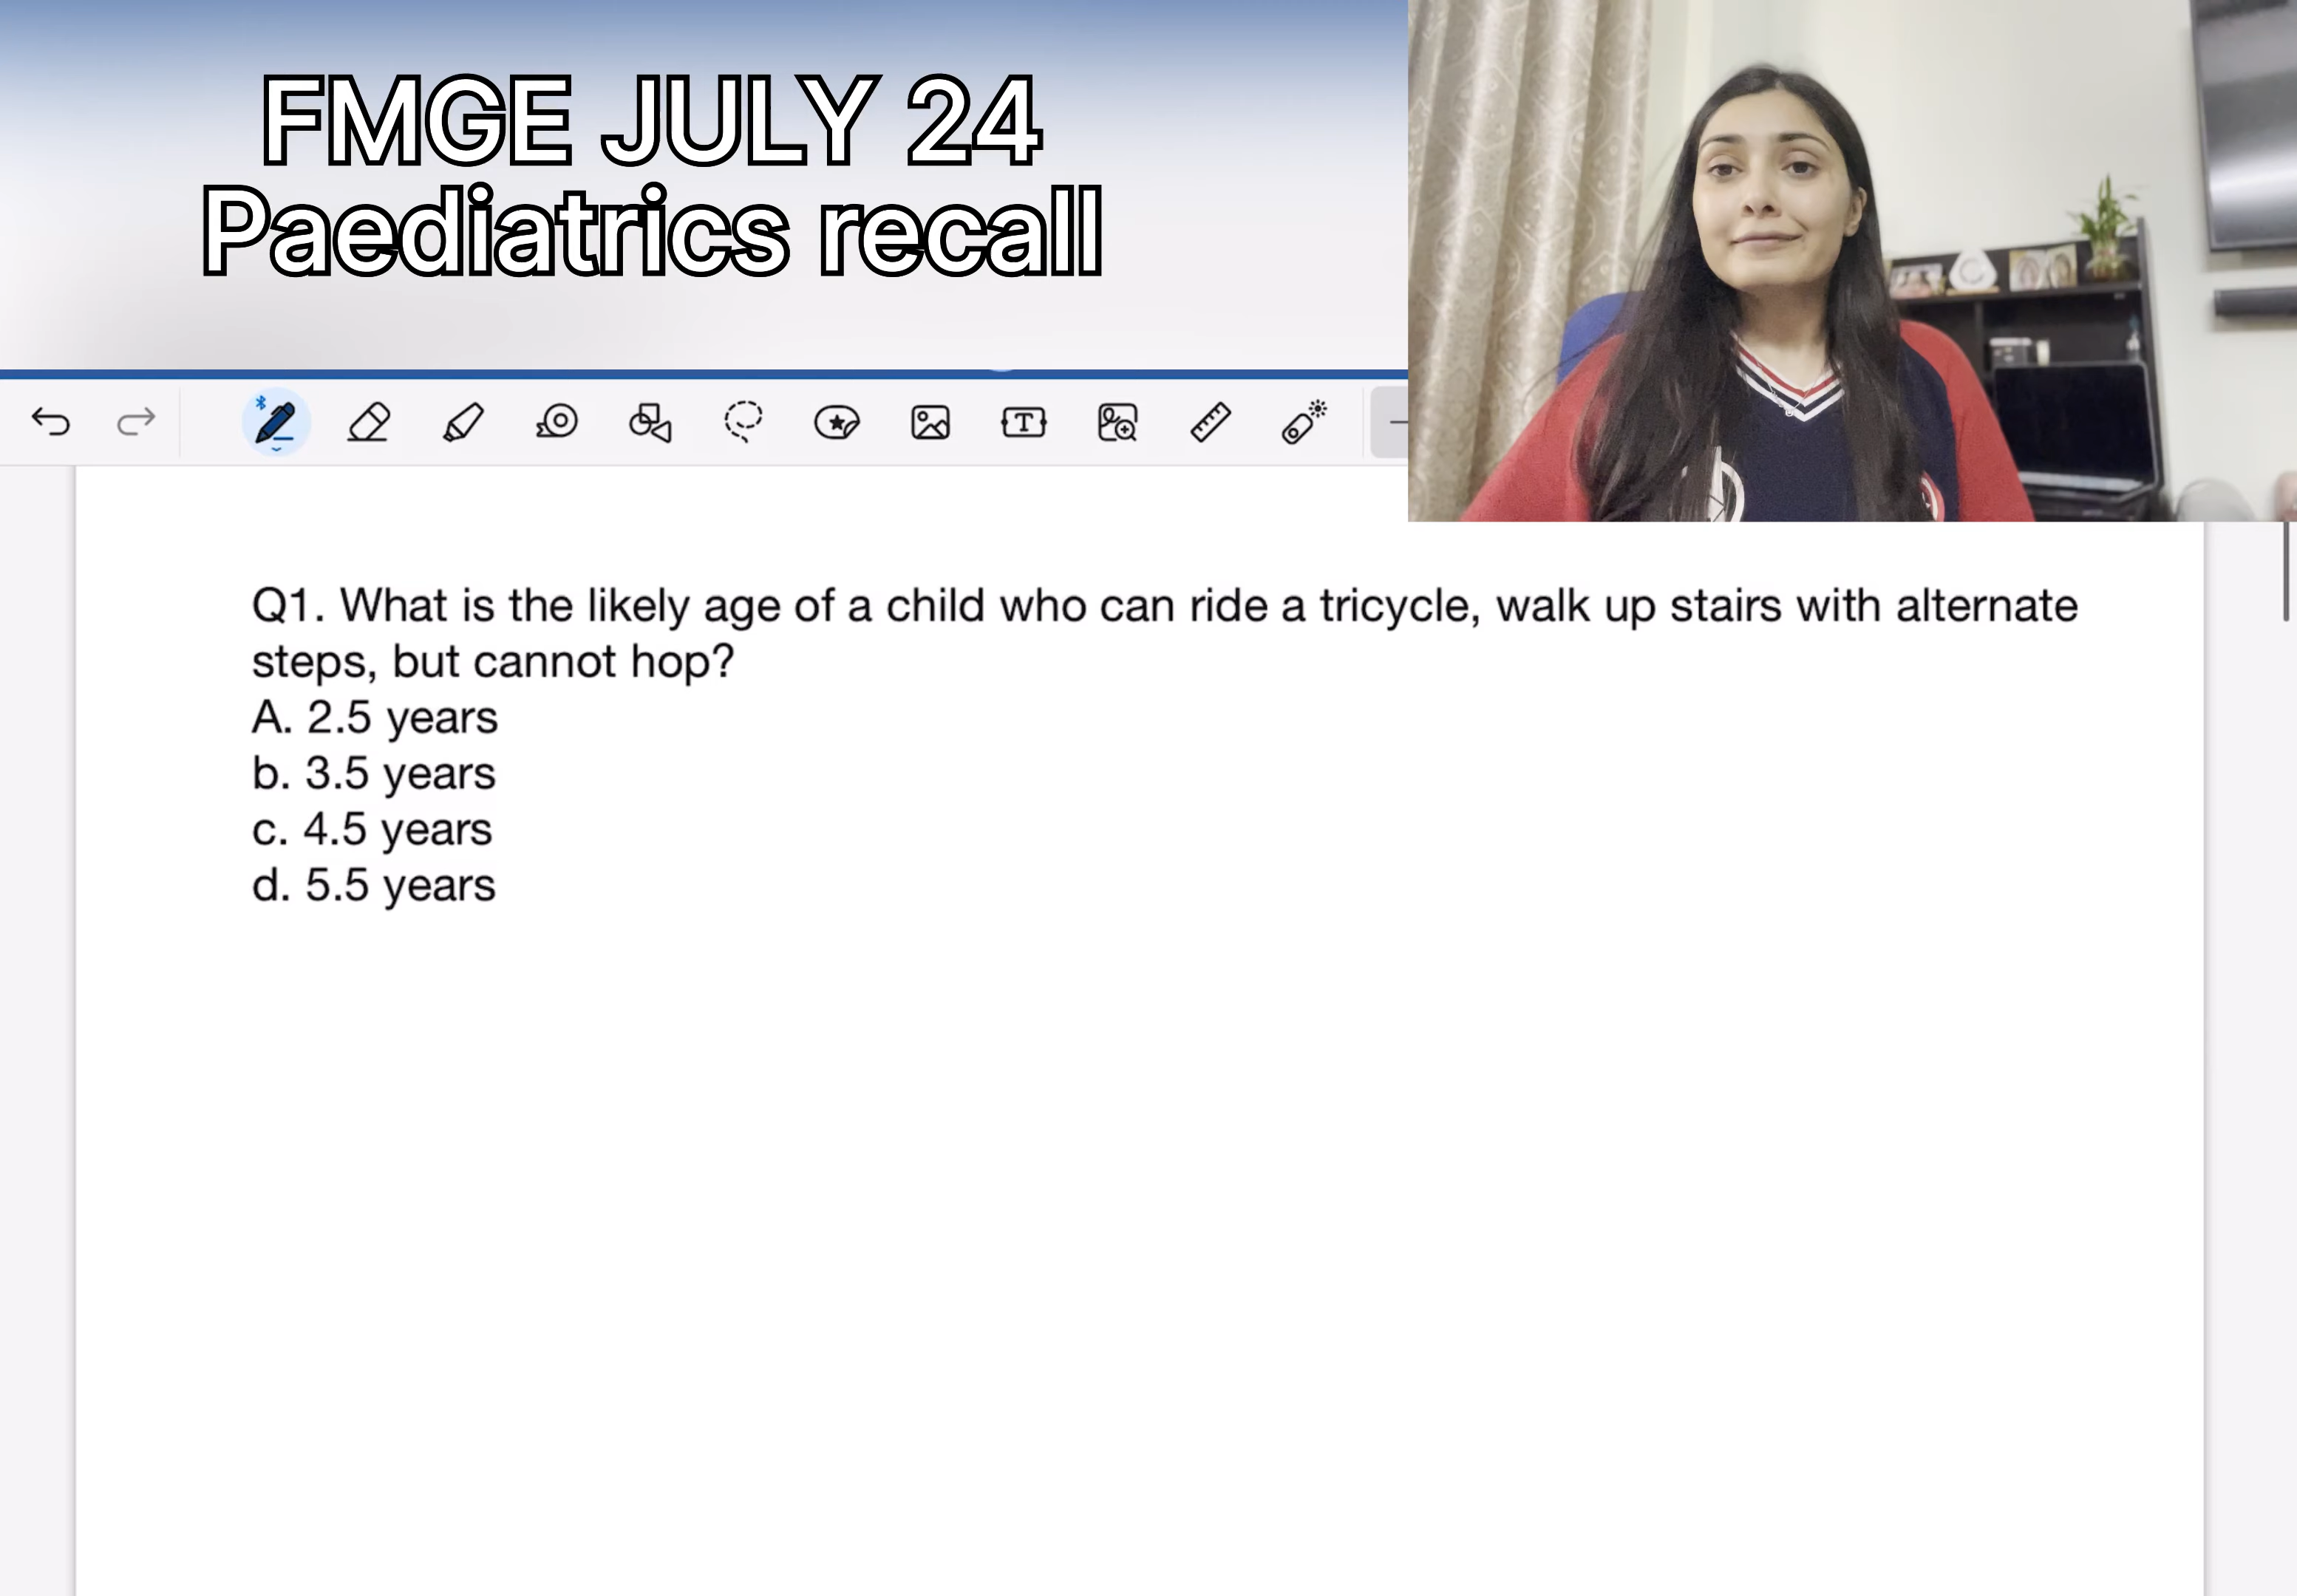 FMGE JULY 24
Paediatrics recall
Q1. What is the likely age of a child who can ride a tricycle, walk up stairs with alternate
steps, but cannot hop?
A. 2.5 years
b. 3.5 years
c. 4.5 years
d. 5.5 years